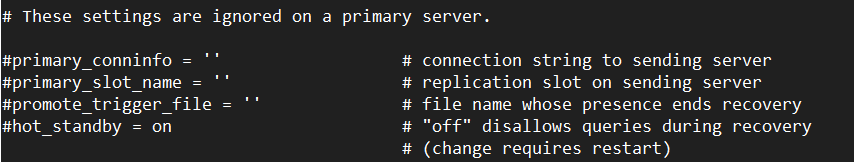 # These settings are ignored on a primary server.
#primary_conninfo = '' # connection string to sending server
#primary_slot_name = '' # replication slot on sending server
#promote_trigger_file = '' # file name whose presence ends recovery
#hot_standby = on # "off" disallows queries during recovery
# (change requires restart)